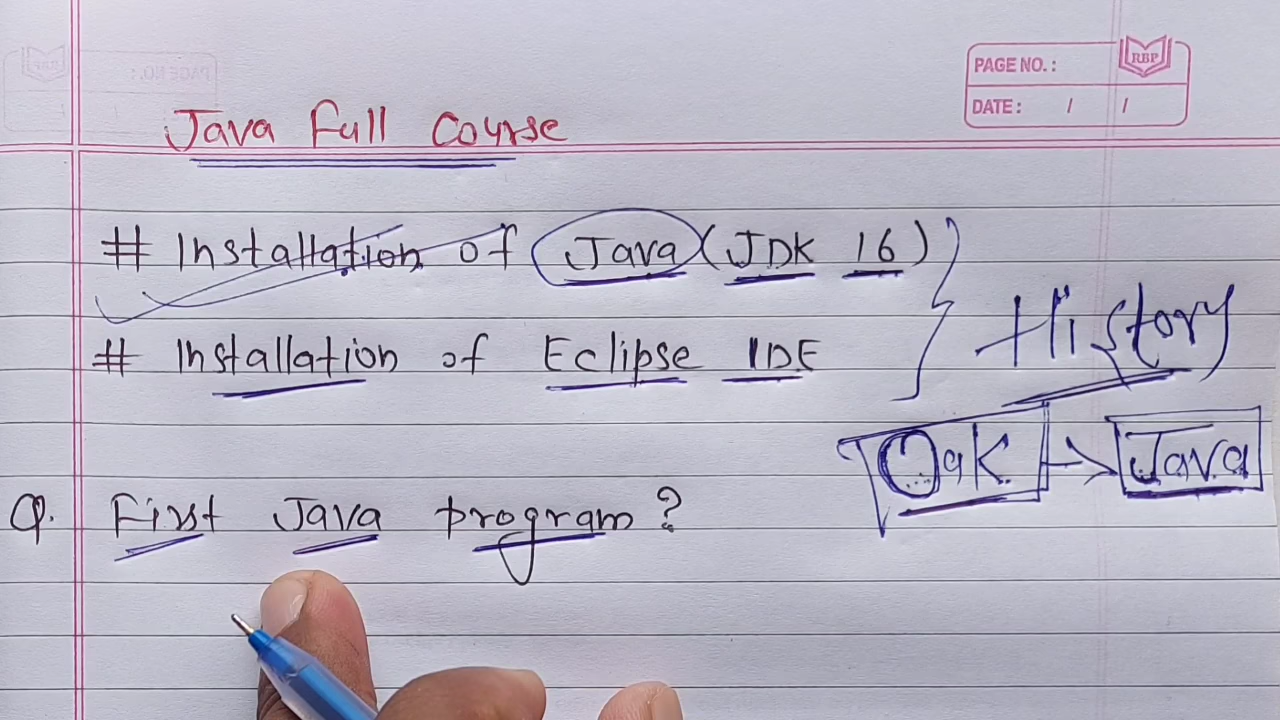 PAGE NO. :
RBP
DATE : / /
Java Full Course
# Installation of Java (JDK 16)
# Installation of Eclipse IDE
History
Oak → Java
Q. First Java program ?